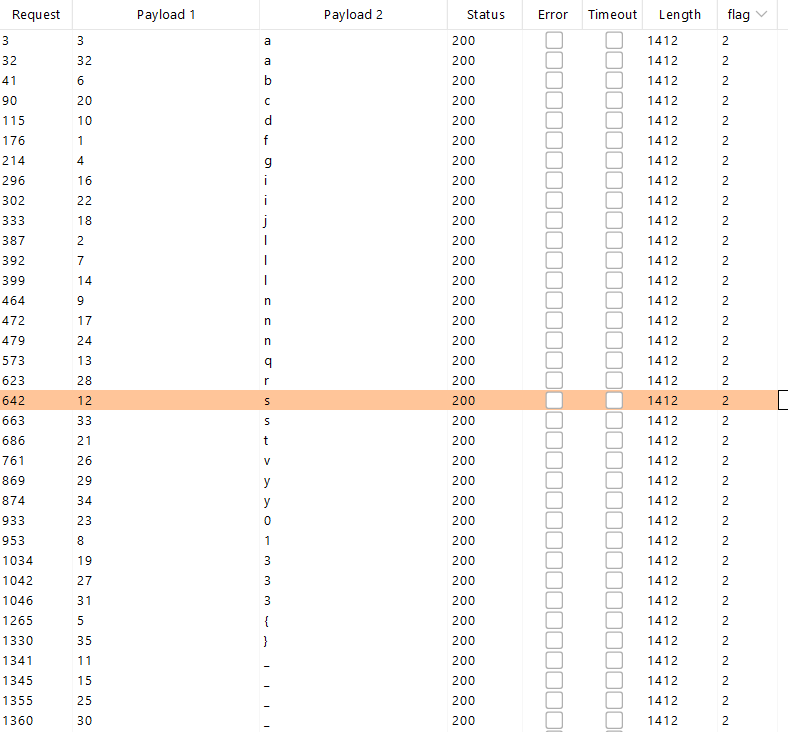 Request Payload 1 Payload 2 Status Error Timeout Length flag
3 3 a 200 1412 2
32 32 a 200 1412 2
41 6 b 200 1412 2
90 20 c 200 1412 2
115 10 d 200 1412 2
176 1 f 200 1412 2
214 4 g 200 1412 2
296 16 i 200 1412 2
302 22 i 200 1412 2
333 18 j 200 1412 2
387 2 l 200 1412 2
392 7 l 200 1412 2
399 14 l 200 1412 2
464 9 n 200 1412 2
472 17 n 200 1412 2
479 24 n 200 1412 2
573 13 q 200 1412 2
623 28 r 200 1412 2
642 12 s 200 1412 2
663 33 s 200 1412 2
686 21 t 200 1412 2
761 26 v 200 1412 2
869 29 y 200 1412 2
874 34 y 200 1412 2
933 23 0 200 1412 2
953 8 1 200 1412 2
1034 19 3 200 1412 2
1042 27 3 200 1412 2
1046 31 3 200 1412 2
1265 5 { 200 1412 2
1330 35 } 200 1412 2
1341 11 _ 200 1412 2
1345 15 _ 200 1412 2
1355 25 _ 200 1412 2
1360 30 _ 200 1412 2